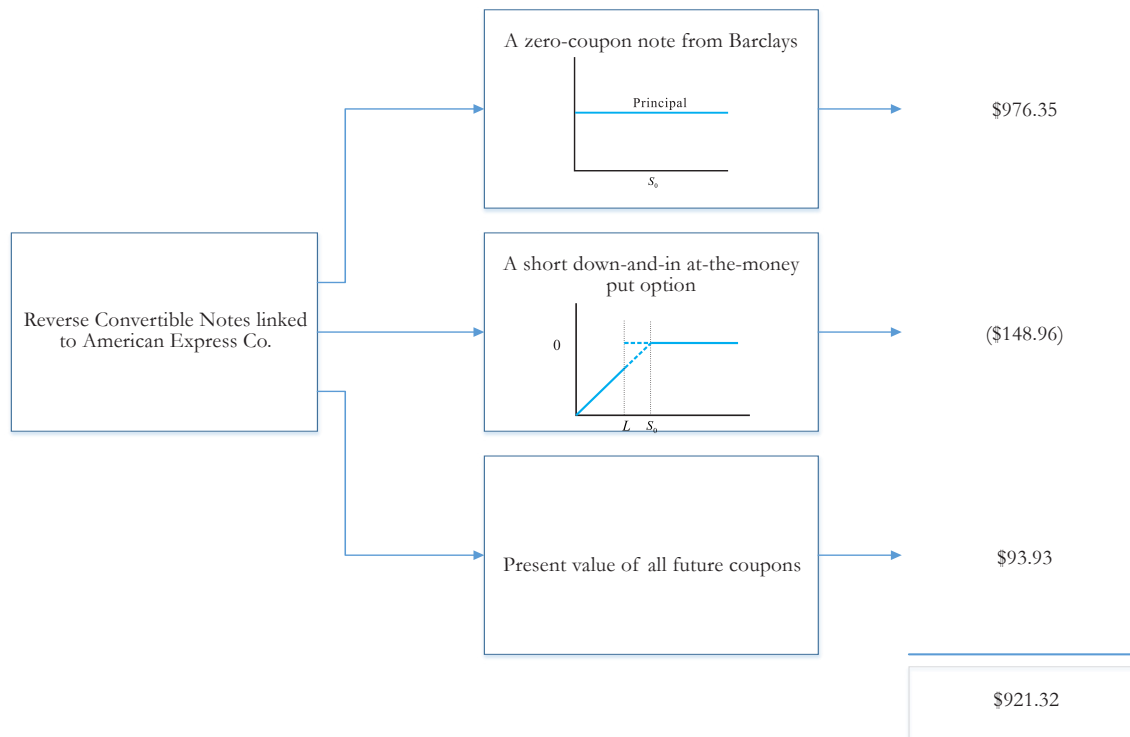 A zero-coupon note from Barclays
Principal
S₀
$976.35
Reverse Convertible Notes linked
to American Express Co.
A short down-and-in at-the-money
put option
0
L S₀
($148.96)
Present value of all future coupons
$93.93
$921.32